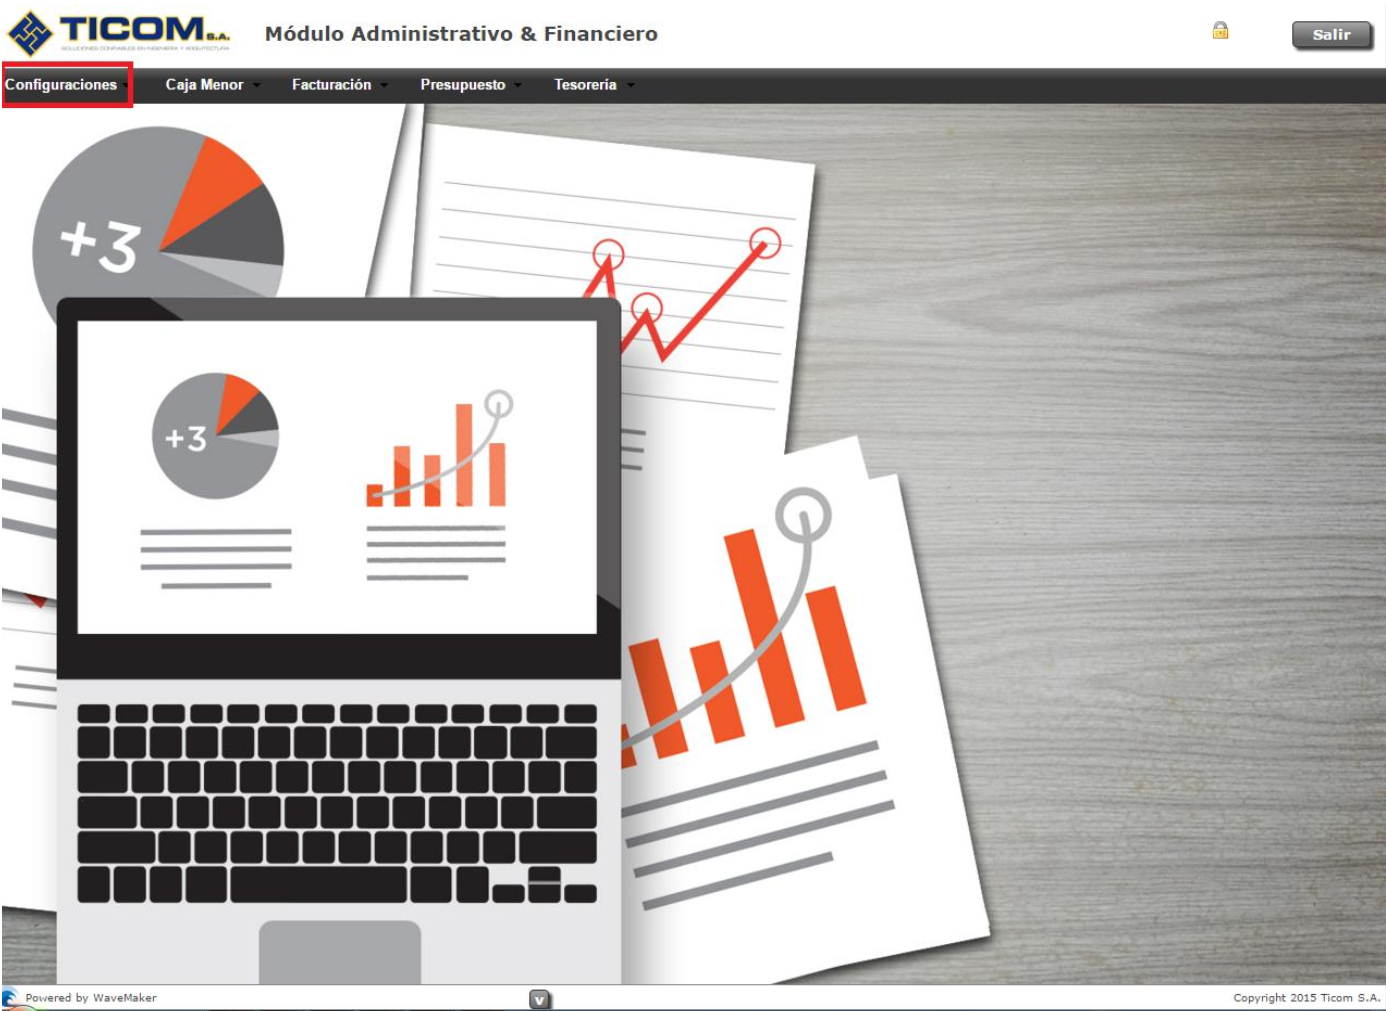 TICOM S.A.
SOLUCIONES CONFIABLES EN INGENIERIA Y ARQUITECTURA
Módulo Administrativo & Financiero
Salir
Configuraciones Caja Menor Facturación Presupuesto Tesorería
+3
+3
Powered by WaveMaker
v
Copyright 2015 Ticom S.A.